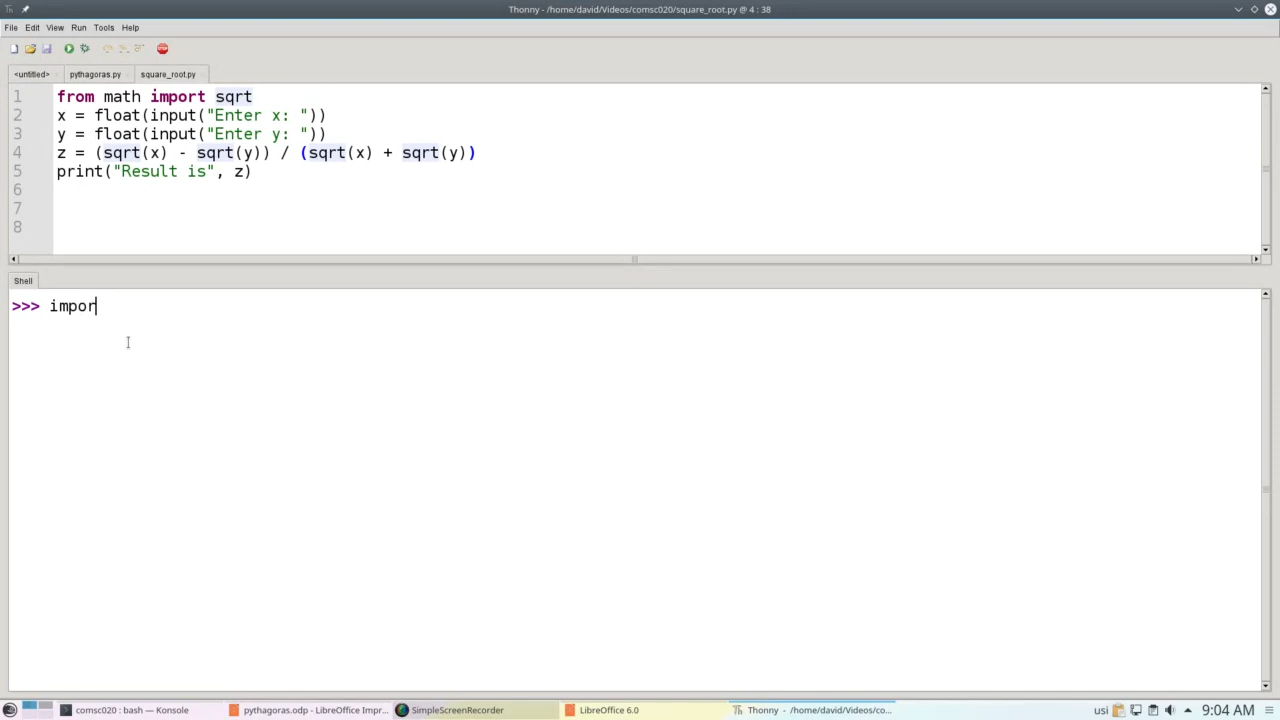 Thonny - /home/david/Videos/comsc020/square_root.py @ 4 : 38
File Edit View Run Tools Help
STOP
<untitled> pythagoras.py square_root.py
1 from math import sqrt
2 x = float(input("Enter x: "))
3 y = float(input("Enter y: "))
4 z = (sqrt(x) - sqrt(y)) / (sqrt(x) + sqrt(y))
5 print("Result is", z)
6
7
8
Shell
>>> impor
comsc020 : bash — Konsole
pythagoras.odp - LibreOffice Impr...
SimpleScreenRecorder
LibreOffice 6.0
Thonny - /home/david/Videos/co...
usi
9:04 AM